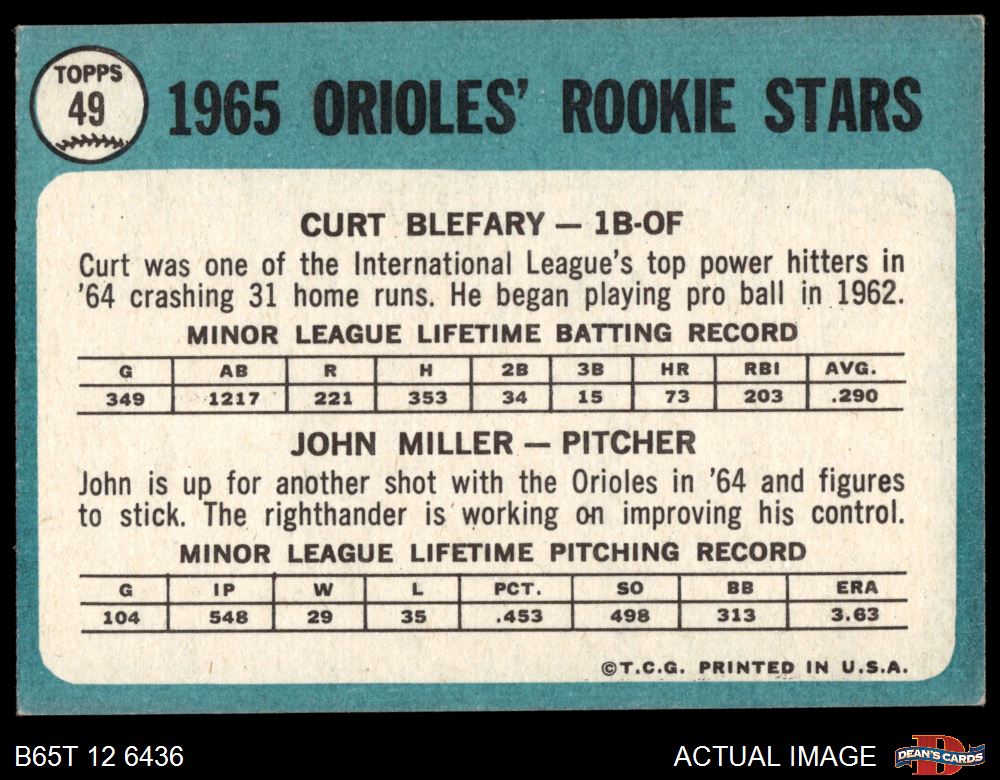 TOPPS
49
1965 ORIOLES' ROOKIE STARS
CURT BLEFARY — 1B-OF
Curt was one of the International League's top power hitters in
'64 crashing 31 home runs. He began playing pro ball in 1962.
MINOR LEAGUE LIFETIME BATTING RECORD
G AB R H 2B 3B HR RBI AVG.
349 1217 221 353 34 15 73 203 .290
JOHN MILLER — PITCHER
John is up for another shot with the Orioles in '64 and figures
to stick. The righthander is working on improving his control.
MINOR LEAGUE LIFETIME PITCHING RECORD
G IP W L PCT. SO BB ERA
104 548 29 35 .453 498 313 3.63
©T.C.G. PRINTED IN U.S.A.
B65T 12 6436
ACTUAL IMAGE
DEAN'S CARDS